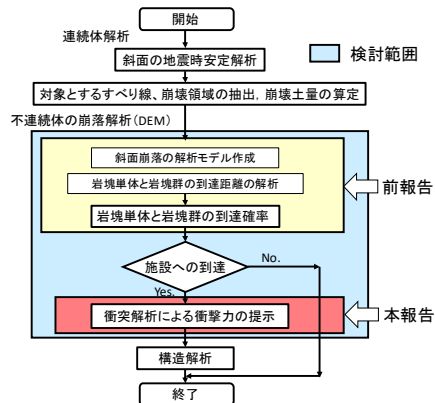 開始
連続体解析
斜面の地震時安定解析
検討範囲
対象とするすべり線、崩壊領域の抽出，崩壊土量の算定
不連続体の崩落解析（DEM）
斜面崩落の解析モデル作成
岩塊単体と岩塊群の到達距離の解析
前報告
岩塊単体と岩塊群の到達確率
施設への到達
No.
Yes.
衝突解析による衝撃力の提示
本報告
構造解析
終了